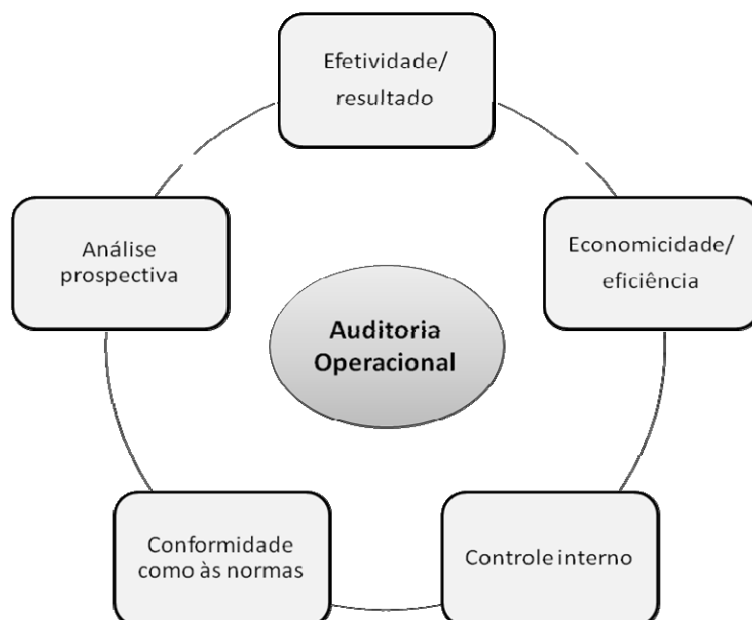 Efetividade/
resultado
Análise
prospectiva
Economicidade/
eficiência
Auditoria
Operacional
Conformidade
como às normas
Controle interno